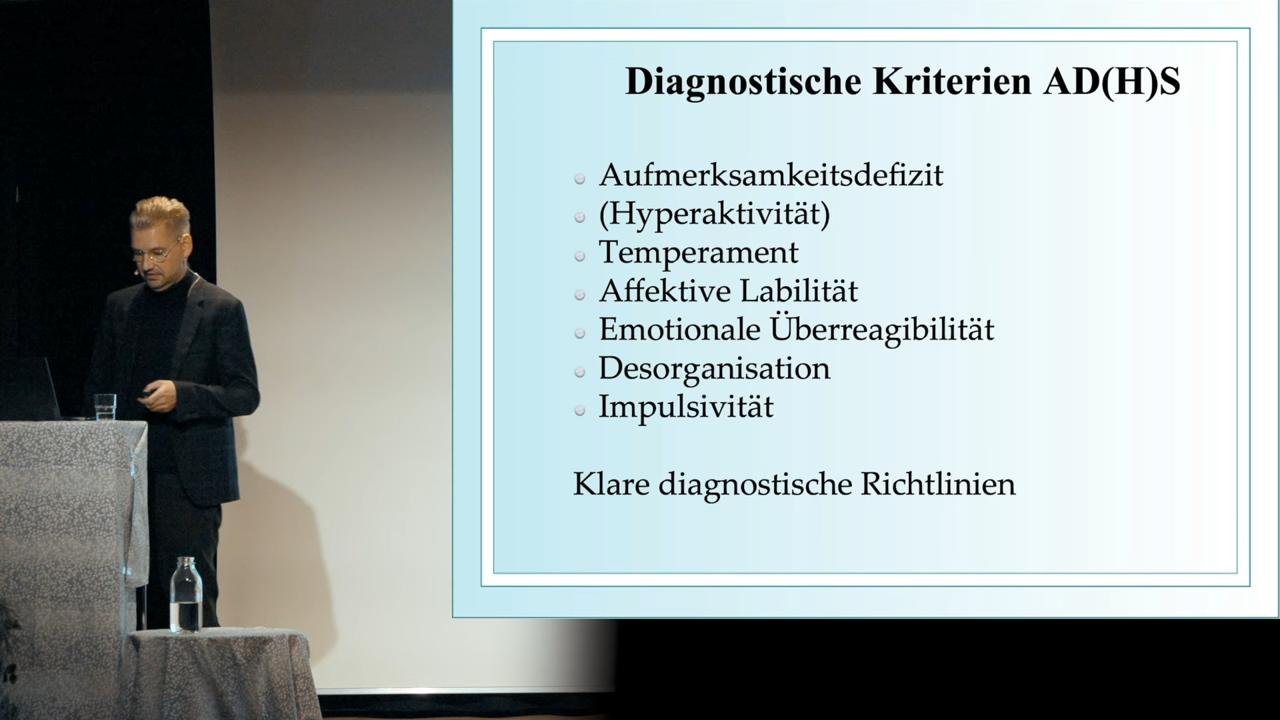 Diagnostische Kriterien AD(H)S
Aufmerksamkeitsdefizit
(Hyperaktivität)
Temperament
Affektive Labilität
Emotionale Überreagibilität
Desorganisation
Impulsivität
Klare diagnostische Richtlinien